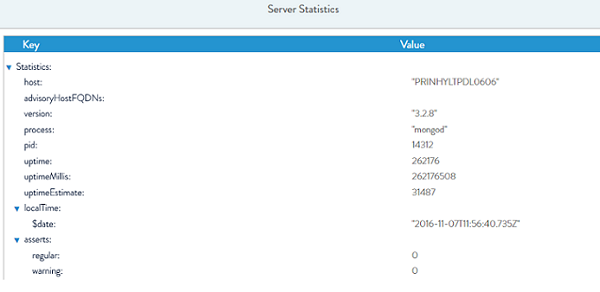 Server Statistics
Key Value
Statistics:
host: "PRINHYLTPDL0606"
advisoryHostFQDNs:
version: "3.2.8"
process: "mongod"
pid: 14312
uptime: 262176
uptimeMillis: 262176508
uptimeEstimate: 31487
localTime:
$date: "2016-11-07T11:56:40.735Z"
asserts:
regular: 0
warning: 0